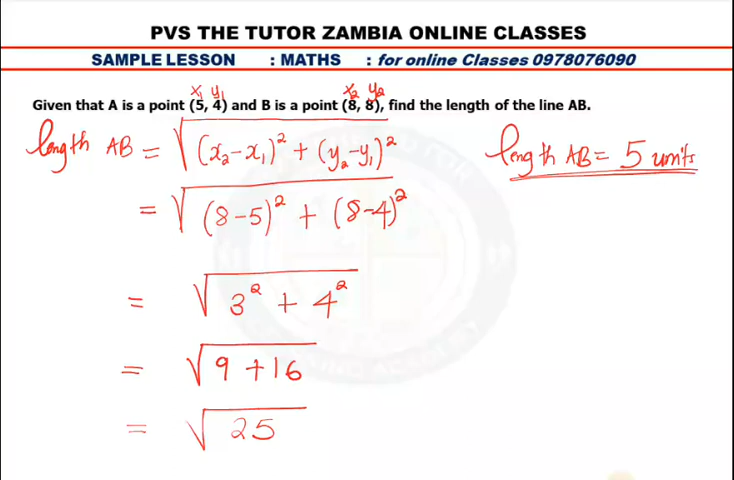 PVS THE TUTOR ZAMBIA ONLINE CLASSES
SAMPLE LESSON : MATHS : for online Classes 0978076090
x₁ y₁ x₂ y₂
Given that A is a point (5, 4) and B is a point (8, 8), find the length of the line AB.
length AB = √(x₂-x₁)² + (y₂-y₁)²
length AB = 5 units
= √(8-5)² + (8-4)²
= √3² + 4²
= √9 + 16
= √25